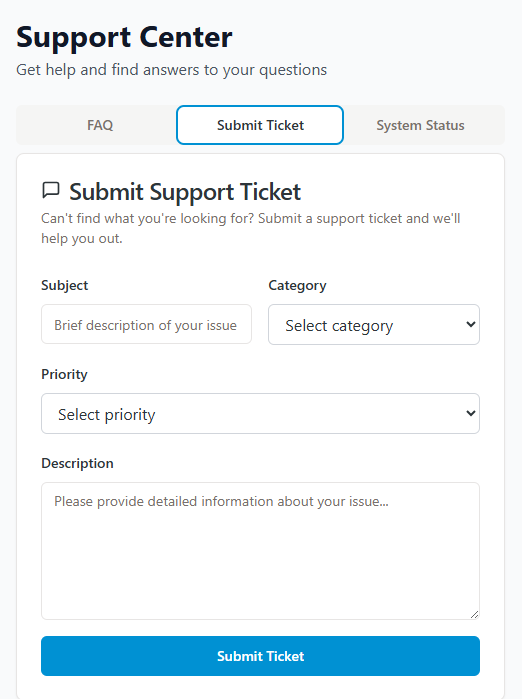 Support Center
Get help and find answers to your questions
FAQ
Submit Ticket
System Status
Submit Support Ticket
Can't find what you're looking for? Submit a support ticket and we'll
help you out.
Subject
Category
Brief description of your issue
Select category
Priority
Select priority
Description
Please provide detailed information about your issue...
Submit Ticket